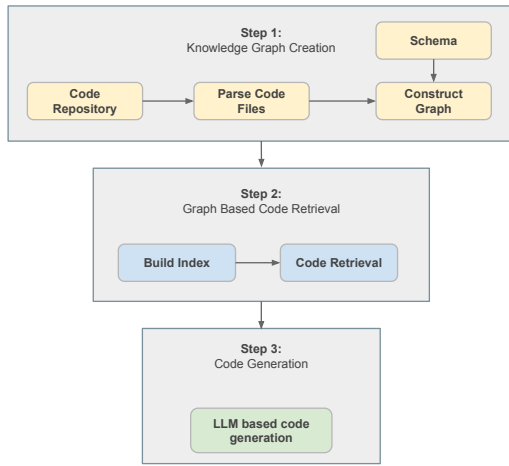 Step 1:
Knowledge Graph Creation
Schema
Code
Repository
Parse Code
Files
Construct
Graph
Step 2:
Graph Based Code Retrieval
Build Index
Code Retrieval
Step 3:
Code Generation
LLM based code
generation